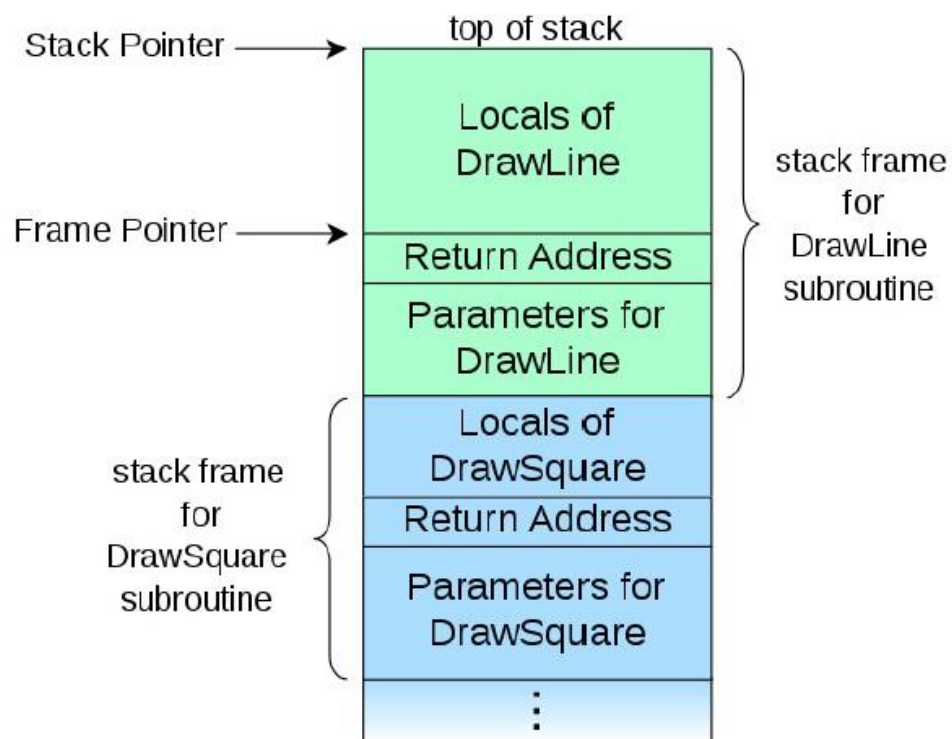 top of stack
Stack Pointer
Locals of
DrawLine
stack frame
for
DrawLine
subroutine
Frame Pointer
Return Address
Parameters for
DrawLine
Locals of
DrawSquare
stack frame
for
DrawSquare
subroutine
Return Address
Parameters for
DrawSquare
⋮